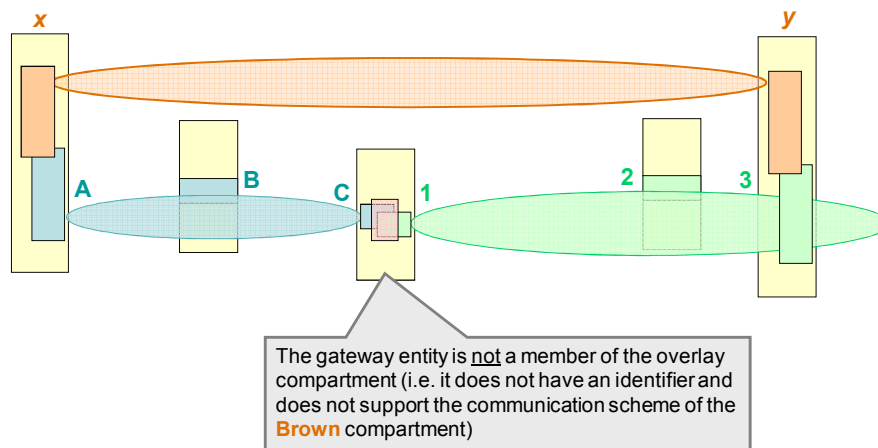 x
y
A
B
C
1
2
3
The gateway entity is not a member of the overlay
compartment (i.e. it does not have an identifier and
does not support the communication scheme of the
Brown compartment)